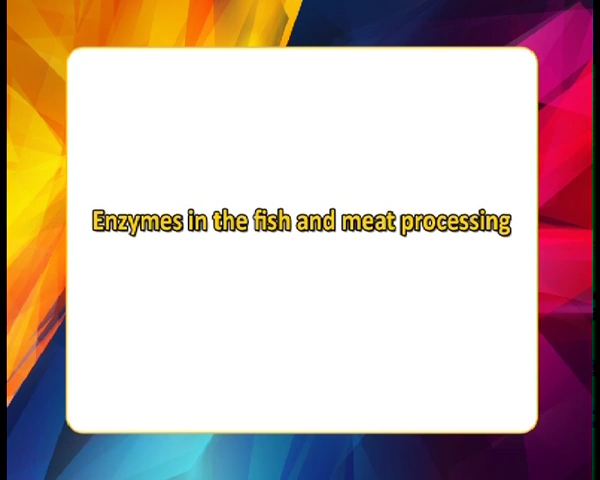 Enzymes in the fish and meat processing